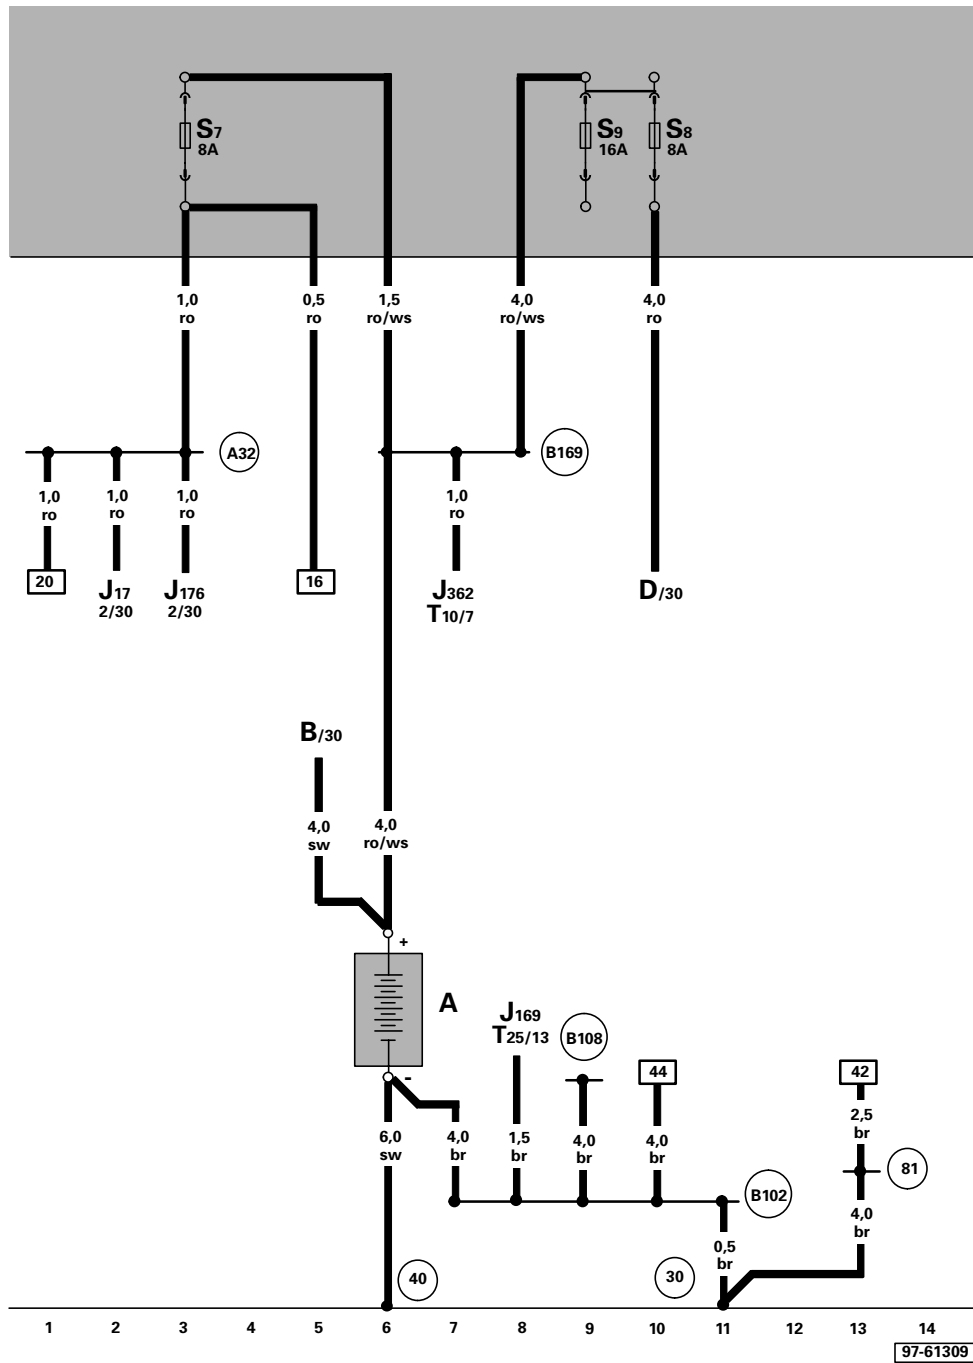 S7
8A
S9
16A
S8
8A
1,0
ro
0,5
ro
1,5
ro/ws
4,0
ro/ws
4,0
ro
A32
B169
1,0
ro
1,0
ro
1,0
ro
1,0
ro
20
J17
2/30
J176
2/30
16
J362
T10/7
D/30
B/30
4,0
sw
4,0
ro/ws
+
A
-
J169
T25/13
B108
44
42
6,0
sw
4,0
br
1,5
br
4,0
br
4,0
br
2,5
br
81
B102
4,0
br
0,5
br
40
30
1 2 3 4 5 6 7 8 9 10 11 12 13 14
97-61309